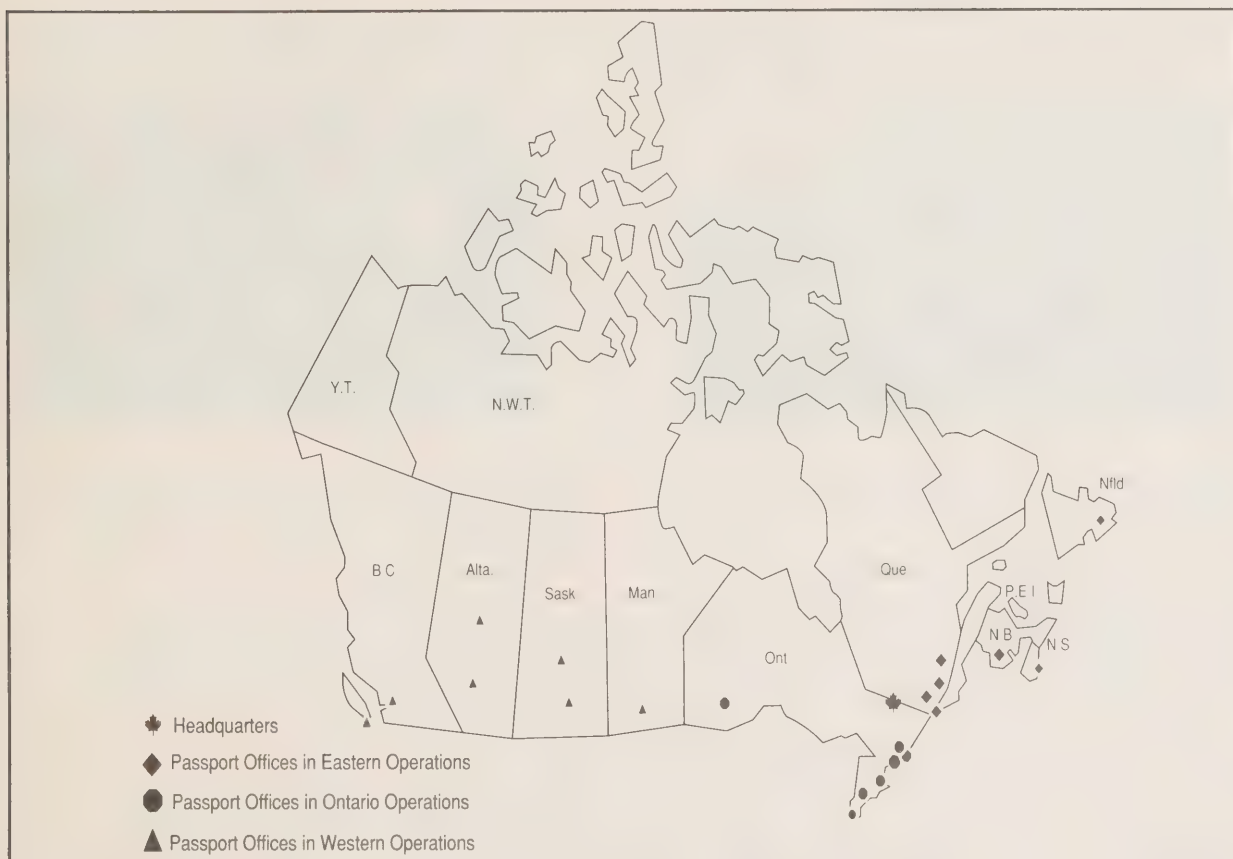 Y.T.
N.W.T.
Nfld
B C
Alta.
Que
Sask
Man
P.E I
N B
N S
Ont
Headquarters
Passport Offices in Eastern Operations
Passport Offices in Ontario Operations
Passport Offices in Western Operations